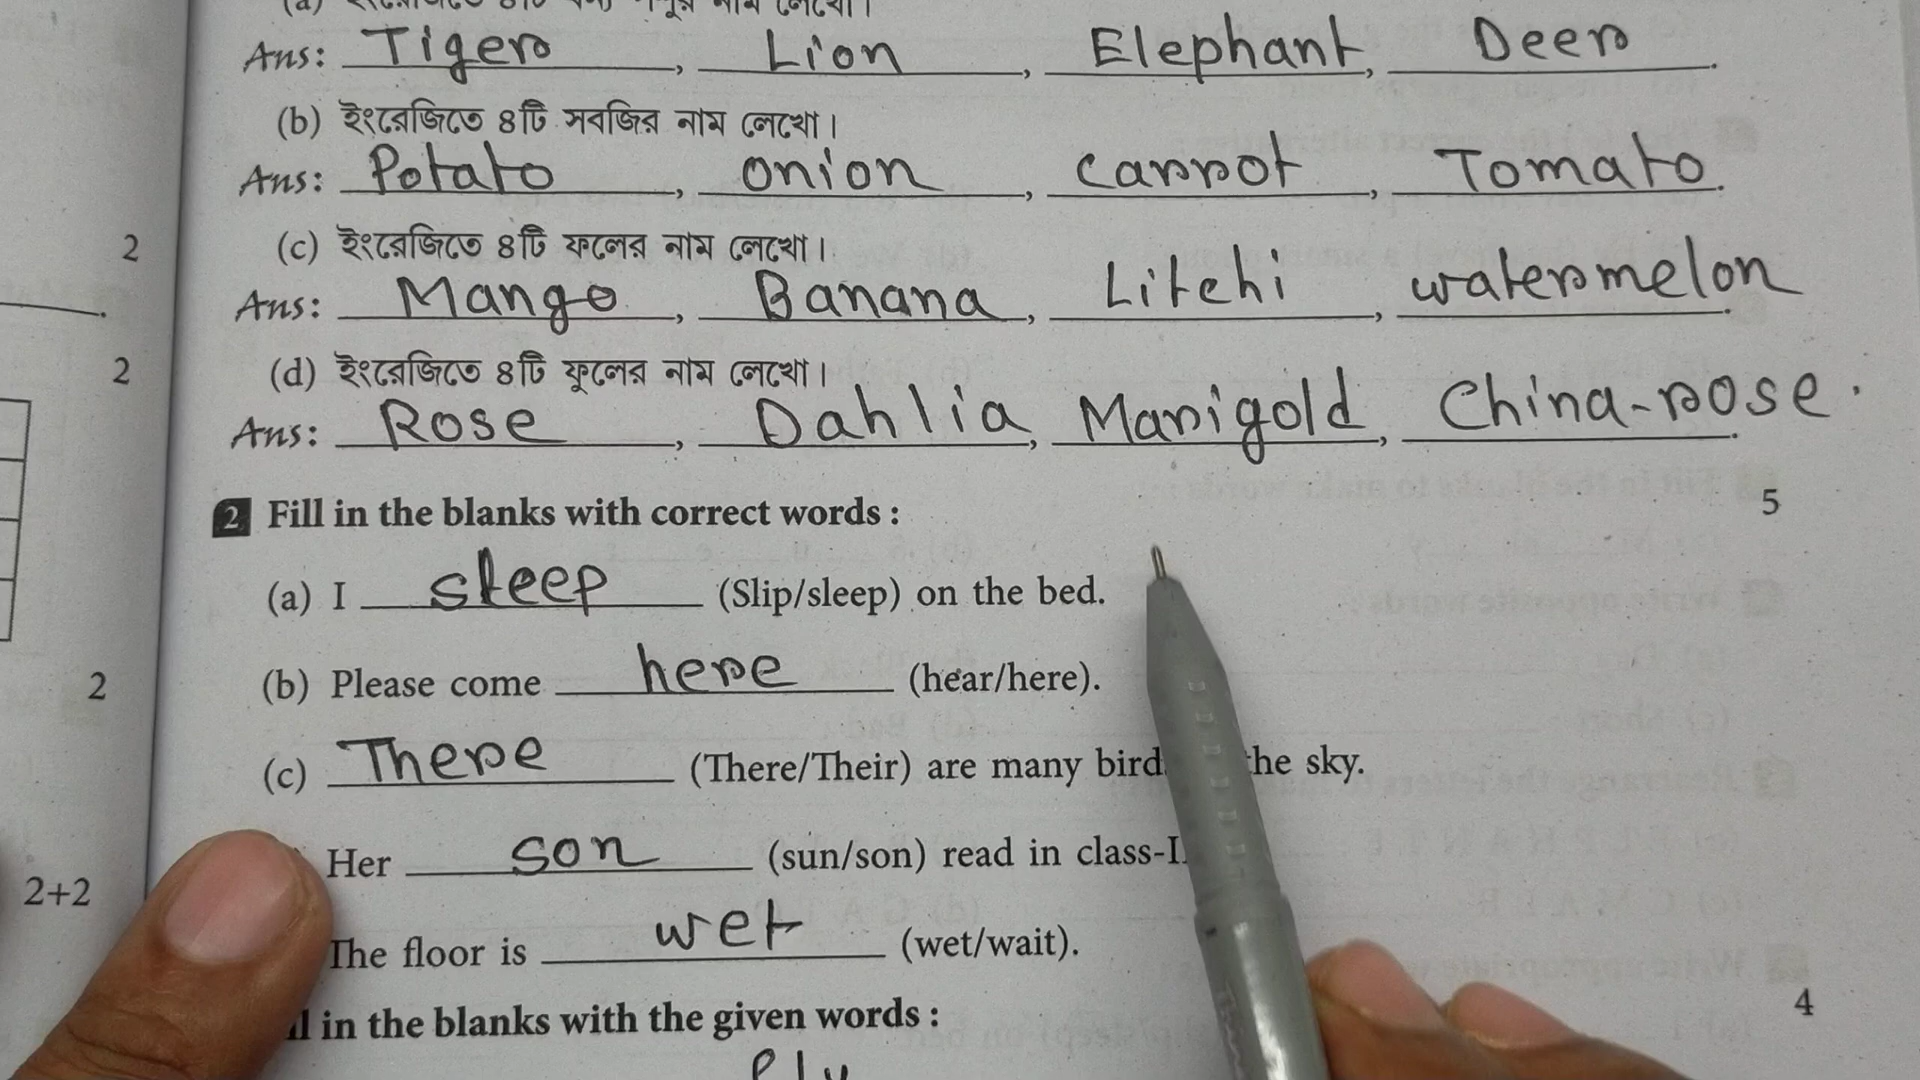 (a) ইংরেজিতে ৪টি নাম লেখো।
Ans: Tiger, Lion, Elephant, Deer.
(b) ইংরেজিতে ৪টি সবজির নাম লেখো।
Ans: Potato, onion, carrot, Tomato.
2 (c) ইংরেজিতে ৪টি ফলের নাম লেখো।
Ans: Mango, Banana, Litchi, watermelon.
2 (d) ইংরেজিতে ৪টি ফুলের নাম লেখো।
Ans: Rose, Dahlia, Marigold, China-rose.
2 Fill in the blanks with correct words : 5
(a) I sleep (Slip/sleep) on the bed.
2 (b) Please come here (hear/here).
(c) There (There/Their) are many bird the sky.
Her son (sun/son) read in class-I
2+2
The floor is wet (wet/wait).
in the blanks with the given words : 4